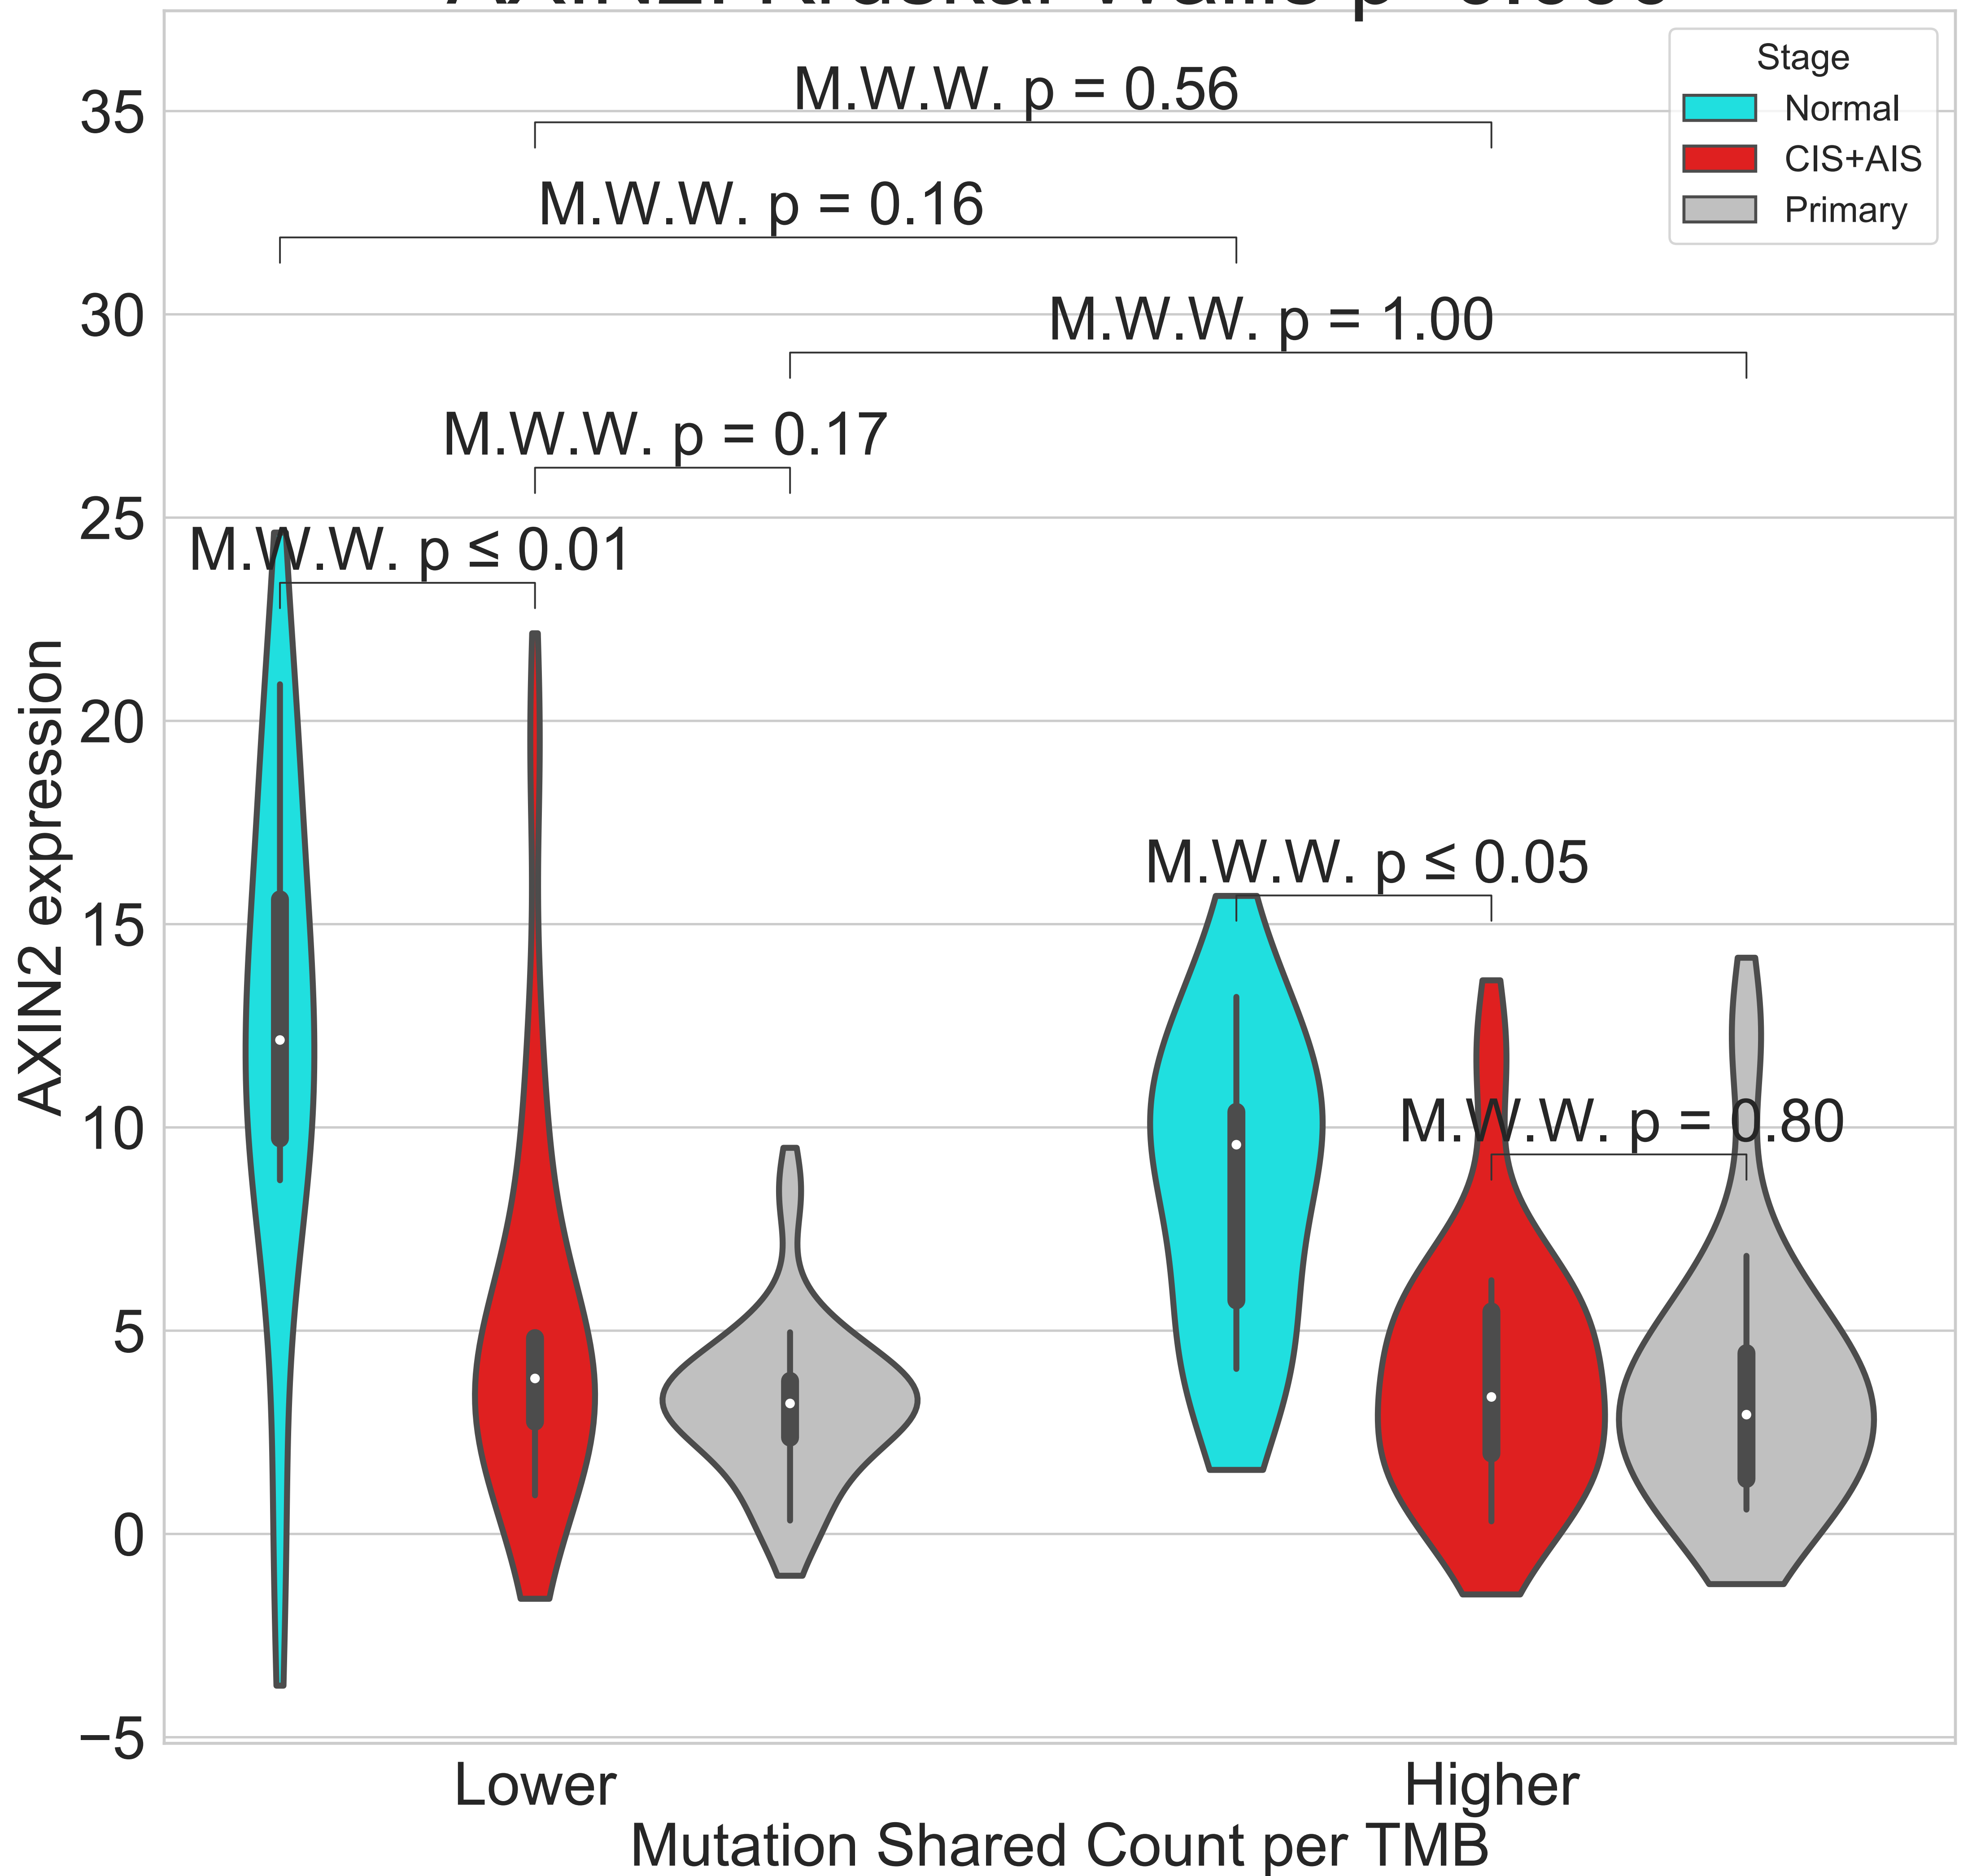 Stage
Normal
CIS+AIS
Primary
M.W.W. p = 0.56
M.W.W. p = 0.16
M.W.W. p = 1.00
M.W.W. p = 0.17
M.W.W. p ≤ 0.01
M.W.W. p ≤ 0.05
M.W.W. p = 0.80
35
30
25
20
15
10
5
0
−5
AXIN2 expression
Lower
Higher
Mutation Shared Count per TMB